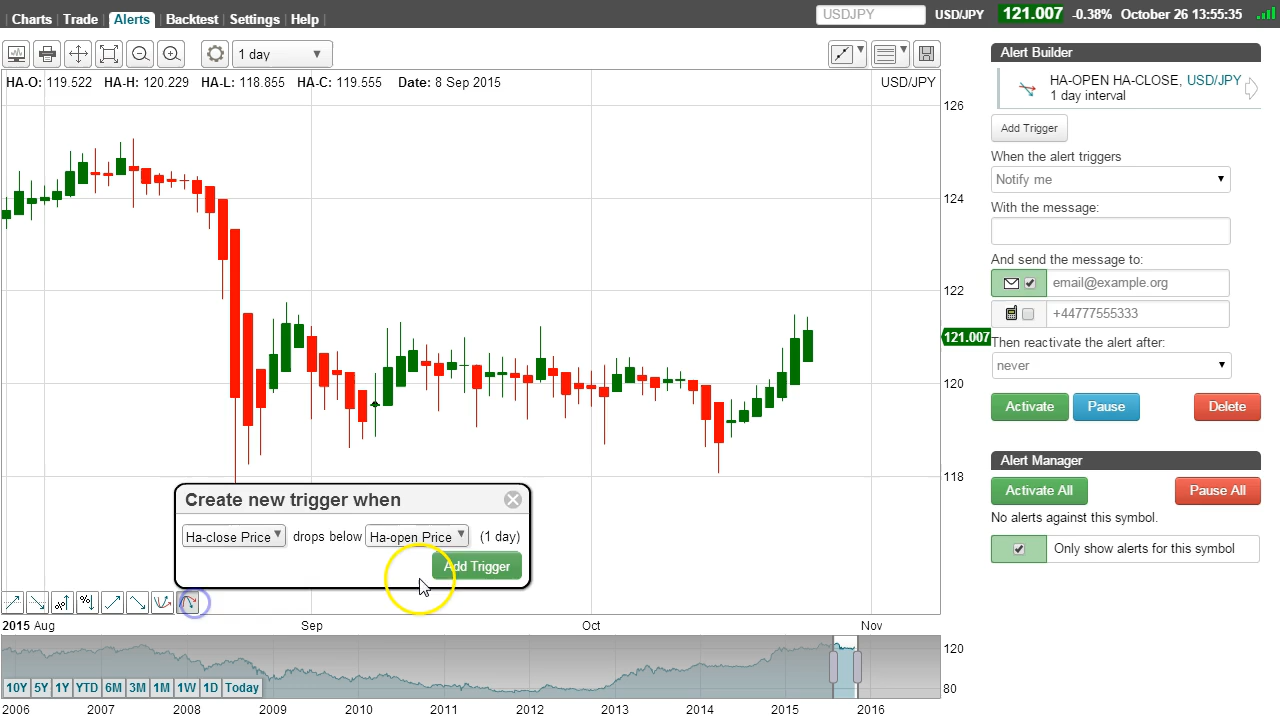 Charts Trade Alerts Backtest Settings Help
USDJPY USD/JPY 121.007 -0.38% October 26 13:55:35
1 day
HA-O: 119.522 HA-H: 120.229 HA-L: 118.855 HA-C: 119.555 Date: 8 Sep 2015 USD/JPY
126
124
122
121.007
120
118
Create new trigger when
Ha-close Price drops below Ha-open Price (1 day)
Add Trigger
2015 Aug Sep Oct Nov
120
80
10Y 5Y 1Y YTD 6M 3M 1M 1W 1D Today
2006 2007 2008 2009 2010 2011 2012 2013 2014 2015 2016
Alert Builder
HA-OPEN HA-CLOSE, USD/JPY
1 day interval
Add Trigger
When the alert triggers
Notify me
With the message:
And send the message to:
email@example.org
+44777555333
Then reactivate the alert after:
never
Activate Pause Delete
Alert Manager
Activate All Pause All
No alerts against this symbol.
Only show alerts for this symbol